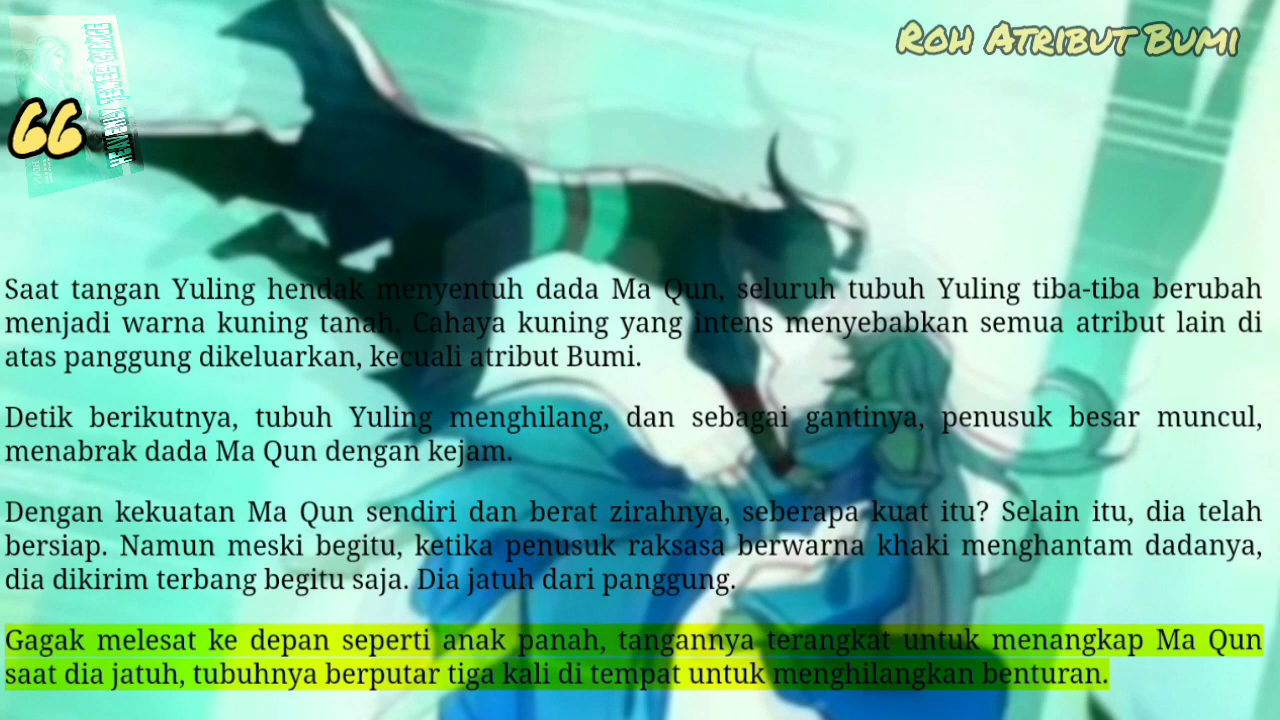 Roh Atribut Bumi
HEAVENLY JEWEL CHANGE
66
Saat tangan Yuling hendak menyentuh dada Ma Qun, seluruh tubuh Yuling tiba-tiba berubah
menjadi warna kuning tanah. Cahaya kuning yang intens menyebabkan semua atribut lain di
atas panggung dikeluarkan, kecuali atribut Bumi.
Detik berikutnya, tubuh Yuling menghilang, dan sebagai gantinya, penusuk besar muncul,
menabrak dada Ma Qun dengan kejam.
Dengan kekuatan Ma Qun sendiri dan berat zirahnya, seberapa kuat itu? Selain itu, dia telah
bersiap. Namun meski begitu, ketika penusuk raksasa berwarna khaki menghantam dadanya,
dia dikirim terbang begitu saja. Dia jatuh dari panggung.
Gagak melesat ke depan seperti anak panah, tangannya terangkat untuk menangkap Ma Qun
saat dia jatuh, tubuhnya berputar tiga kali di tempat untuk menghilangkan benturan.